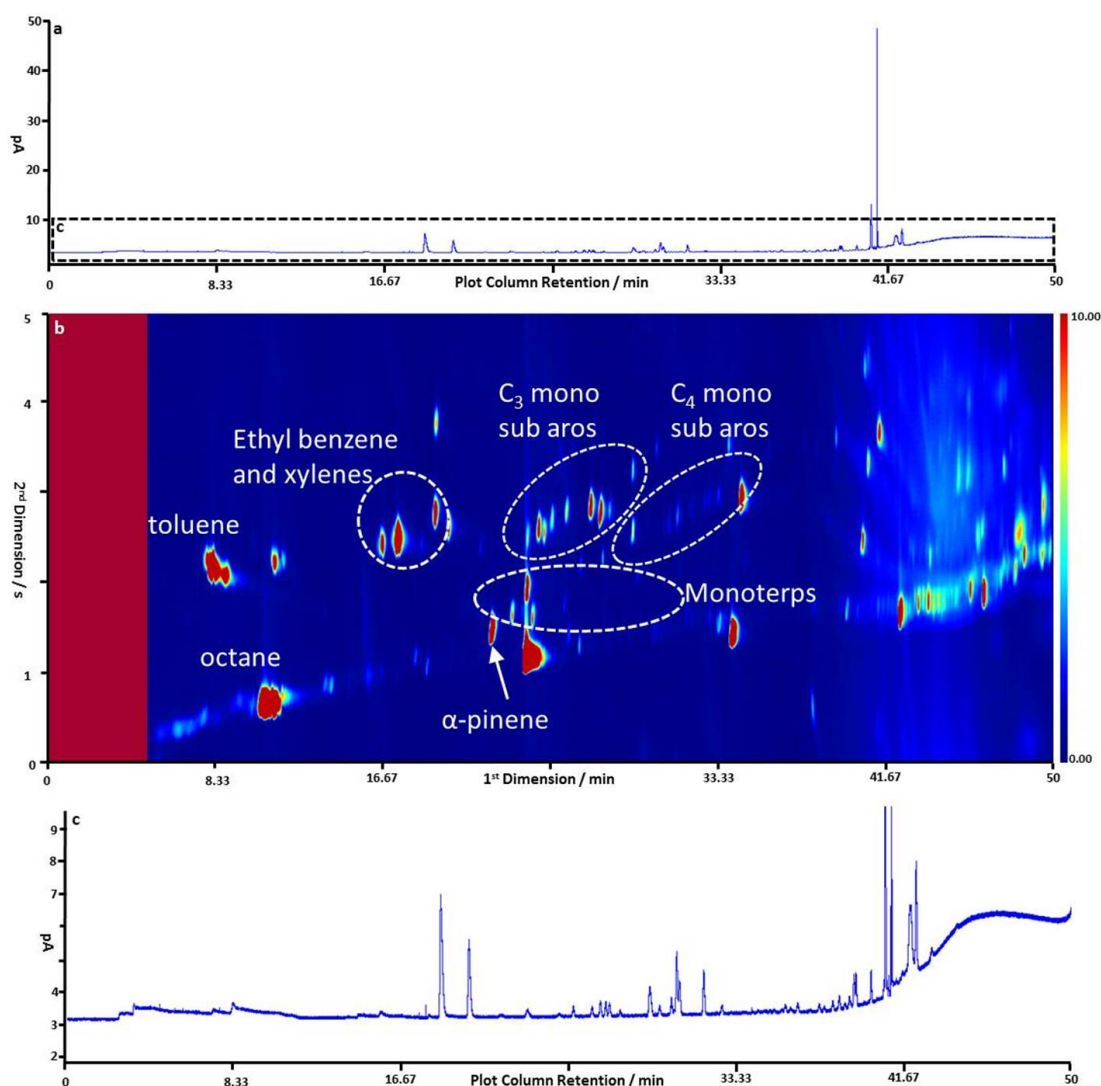 50
a
40
30
pA
20
10
c
0
0 8.33 16.67 Plot Column Retention / min 33.33 41.67 50
5
b
10.00
4
C3 mono
sub aros
C4 mono
sub aros
Ethyl benzene
and xylenes
2nd Dimension / s
toluene
Monoterps
octane
1
α-pinene
0
0.00
0 8.33 16.67 1st Dimension / min 33.33 41.67 50
c
9
8
7
pA
4
3
2
0 8.33 16.67 Plot Column Retention / min 33.33 41.67 50